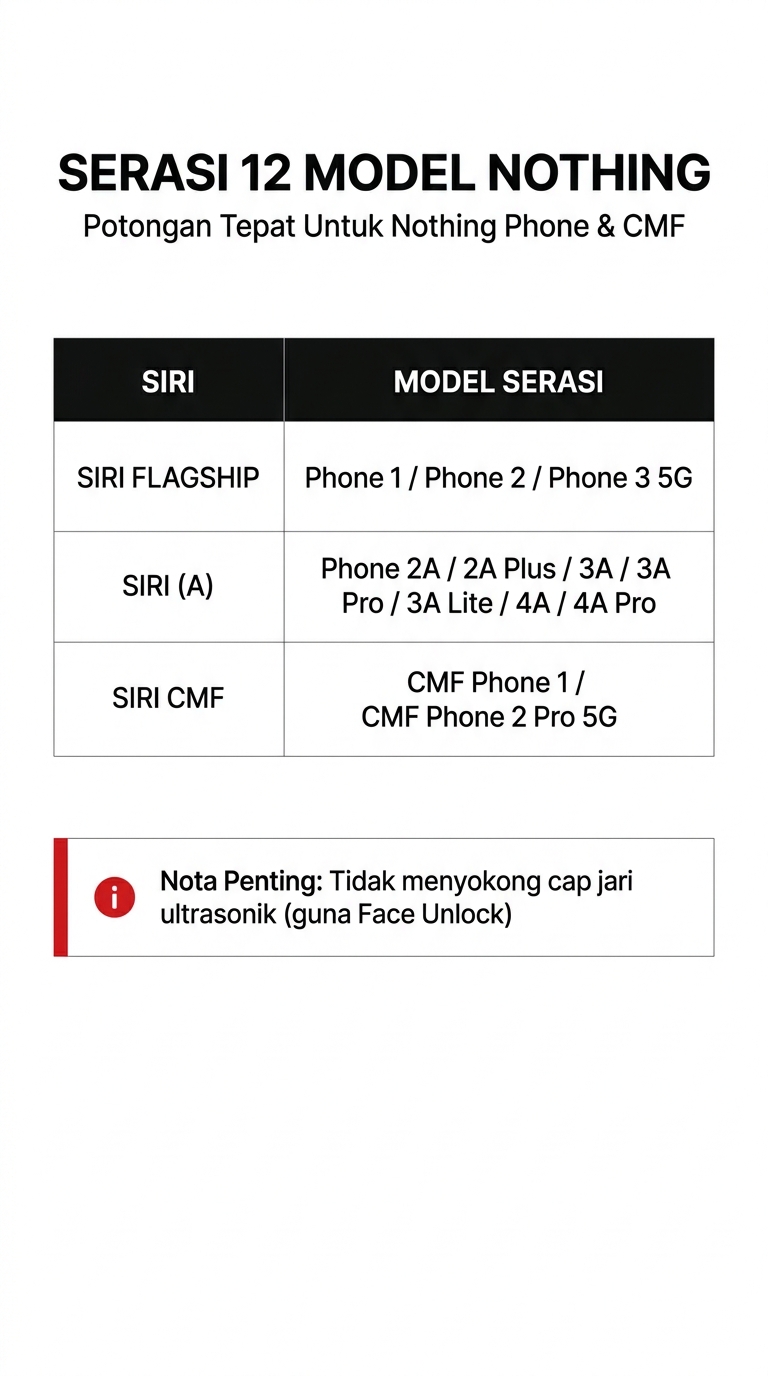 SERASI 12 MODEL NOTHING
Potongan Tepat Untuk Nothing Phone & CMF
SIRI
MODEL SERASI
SIRI FLAGSHIP
Phone 1 / Phone 2 / Phone 3 5G
SIRI (A)
Phone 2A / 2A Plus / 3A / 3A
Pro / 3A Lite / 4A / 4A Pro
SIRI CMF
CMF Phone 1 /
CMF Phone 2 Pro 5G
Nota Penting: Tidak menyokong cap jari
ultrasonik (guna Face Unlock)